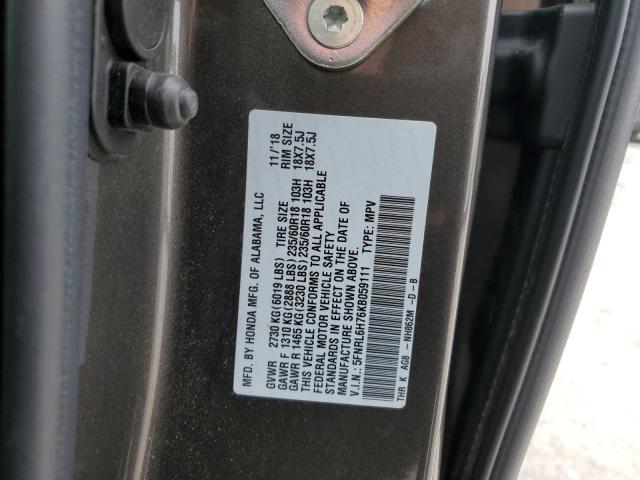 MFD. BY HONDA MFG. OF ALABAMA, LLC 11/'18
GVWR 2730 KG (6019 LBS) TIRE SIZE RIM SIZE
GAWR F 1310 KG (2888 LBS) 235/60R18 103H 18X7.5J
GAWR R 1465 KG (3230 LBS) 235/60R18 103H 18X7.5J
THIS VEHICLE CONFORMS TO ALL APPLICABLE
FEDERAL MOTOR VEHICLE SAFETY
STANDARDS IN EFFECT ON THE DATE OF
MANUFACTURE SHOWN ABOVE.
V.I.N.: 5FNRL6H76KB059111 TYPE: MPV
THR K AG8 - NH862M -D-B